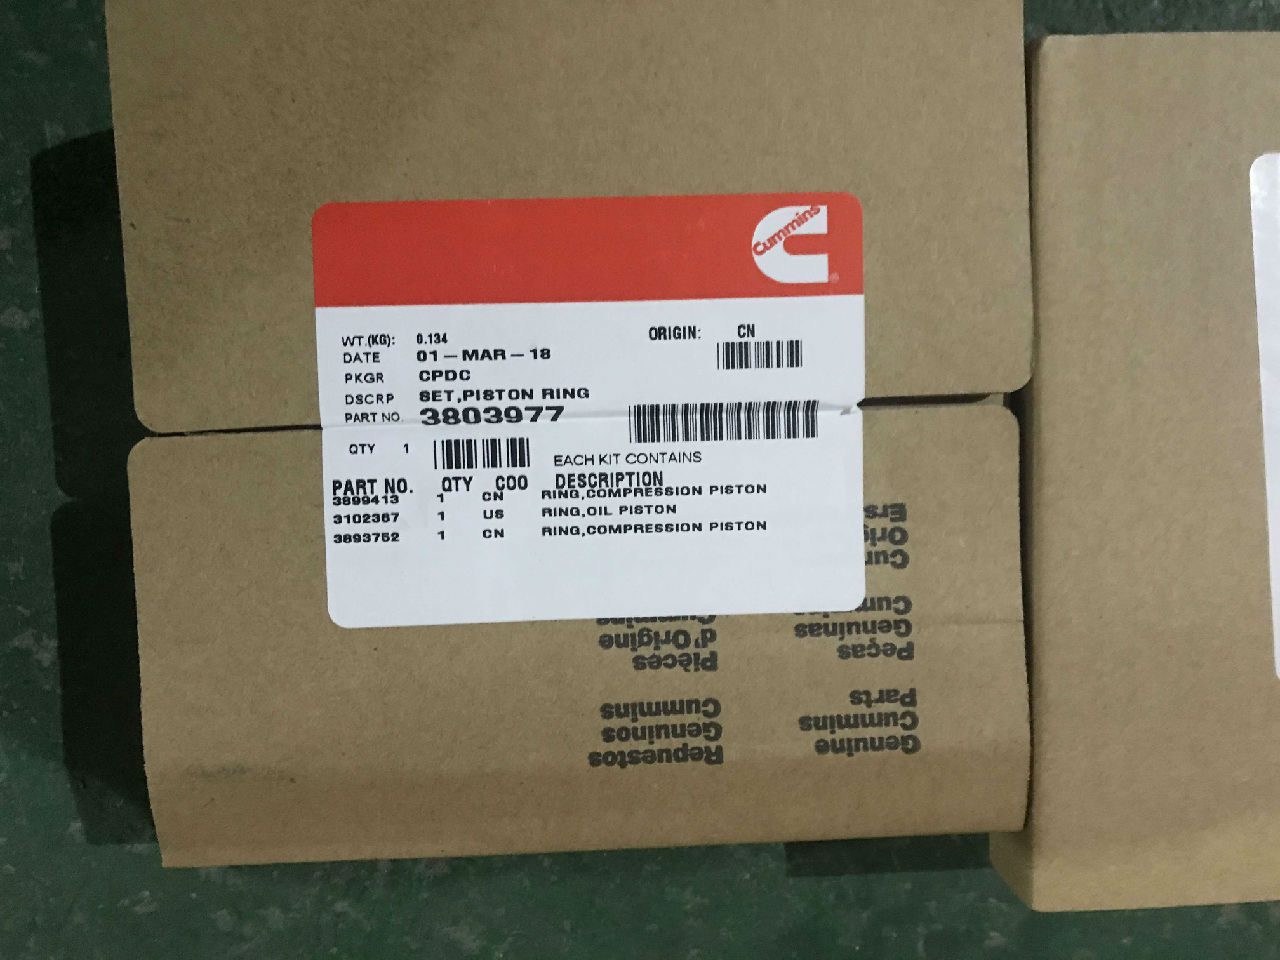 Cummins
WT.(KG): 0.134 ORIGIN: CN
DATE 01-MAR-18
PKGR CPDC
DSCRP SET,PISTON RING
PART NO. 3803977
QTY 1
EACH KIT CONTAINS
PART NO. QTY COO DESCRIPTION
3899413 1 CN RING,COMPRESSION PISTON
3102367 1 US RING,OIL PISTON
3893752 1 CN RING,COMPRESSION PISTON
Genuine
Cummins
Parts
Repuestos
Genuinos
Cummins
Peças
Genuínas
Pièces
d'Origine
Cummins